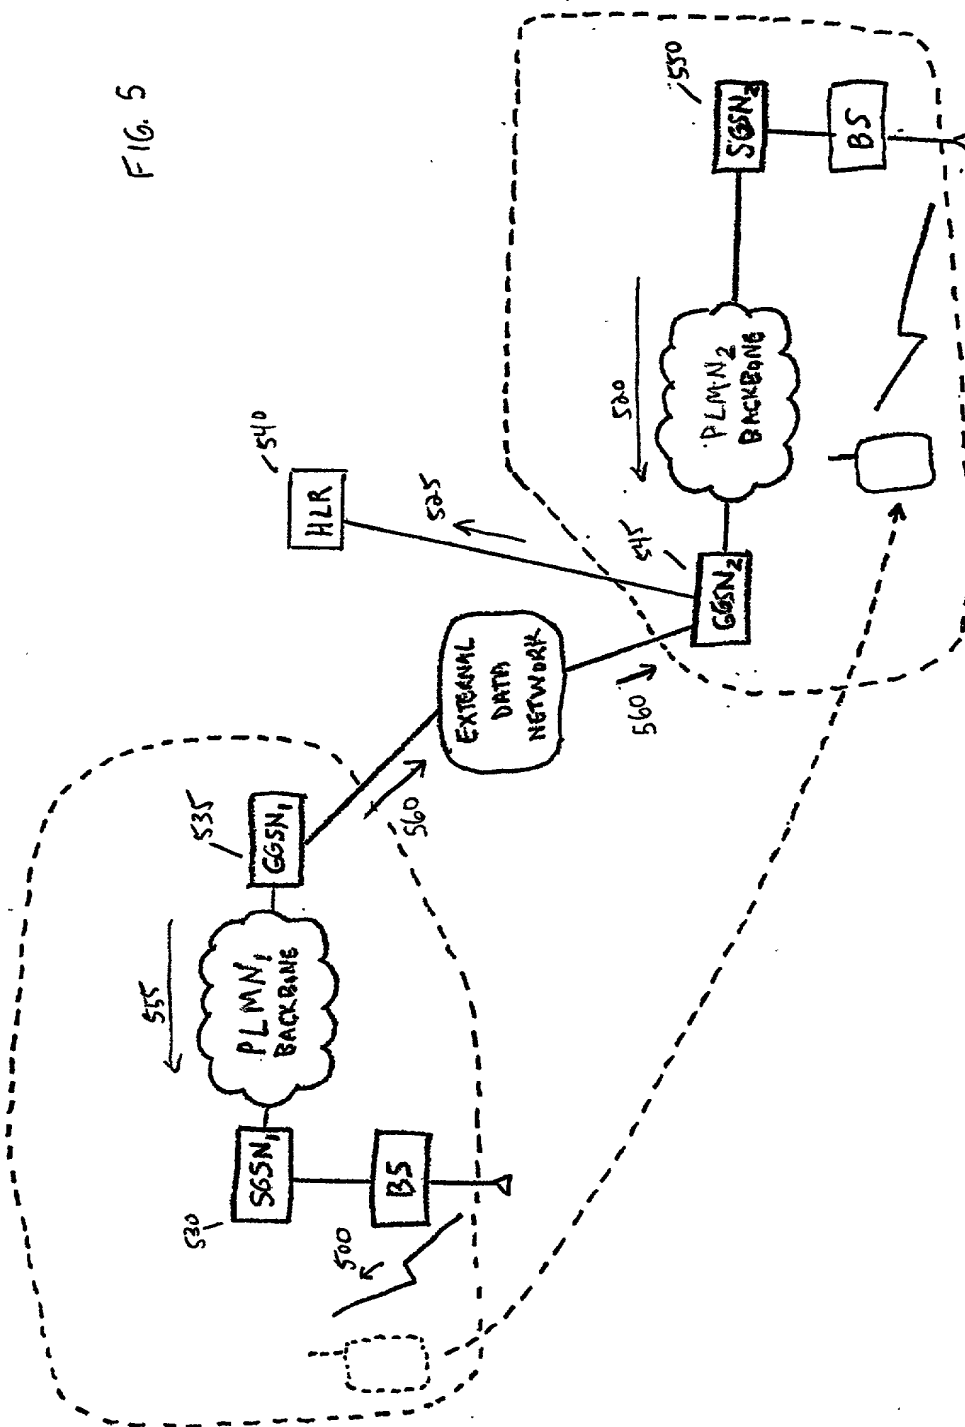 FIG. 5
530
SGSN1
BS
500
555
PLMN1
BACKBONE
535
GGSN1
560
EXTERNAL
DATA
NETWORK
560
HLR
540
525
545
GGSN2
520
PLMN2
BACKBONE
SGSN2
550
BS